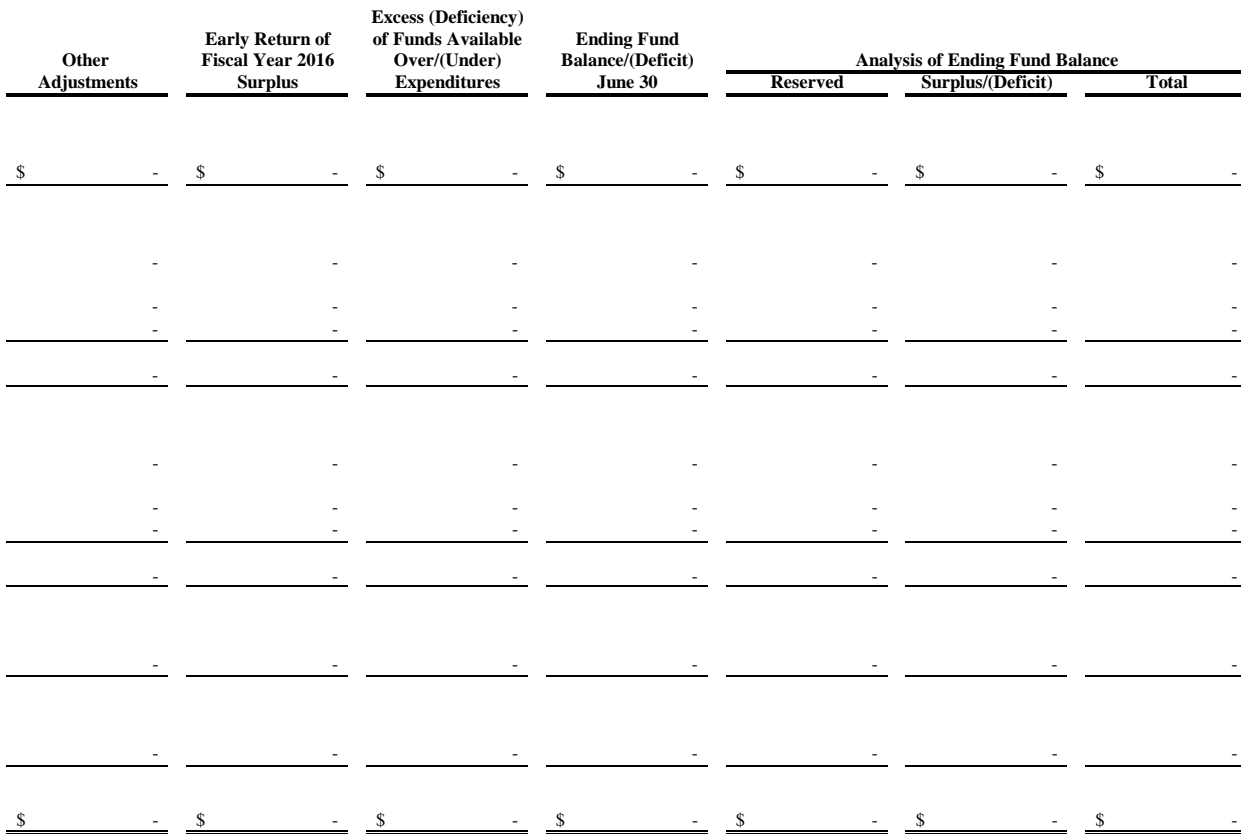 Excess (Deficiency)
Early Return of of Funds Available Ending Fund
Other Fiscal Year 2016 Over/(Under) Balance/(Deficit) Analysis of Ending Fund Balance
Adjustments Surplus Expenditures June 30 Reserved Surplus/(Deficit) Total
$ - $ - $ - $ - $ - $ - $ -
- - - - - - -
- - - - - - -
- - - - - - -
- - - - - - -
- - - - - - -
- - - - - - -
- - - - - - -
- - - - - - -
- - - - - - -
- - - - - - -
$ - $ - $ - $ - $ - $ - $ -